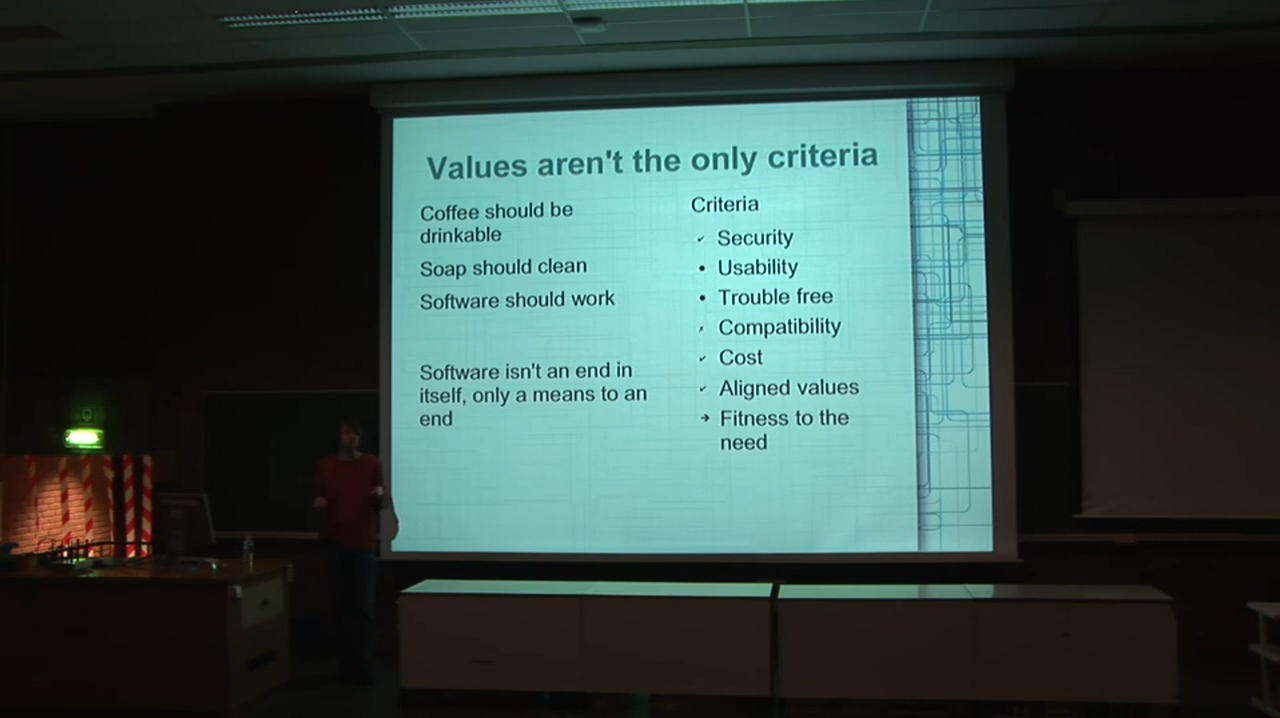 Values aren't the only criteria
Coffee should be
drinkable
Soap should clean
Software should work
Software isn't an end in
itself, only a means to an
end
Criteria
✓ Security
• Usability
• Trouble free
✗ Compatibility
✓ Cost
✓ Aligned values
➔ Fitness to the
need